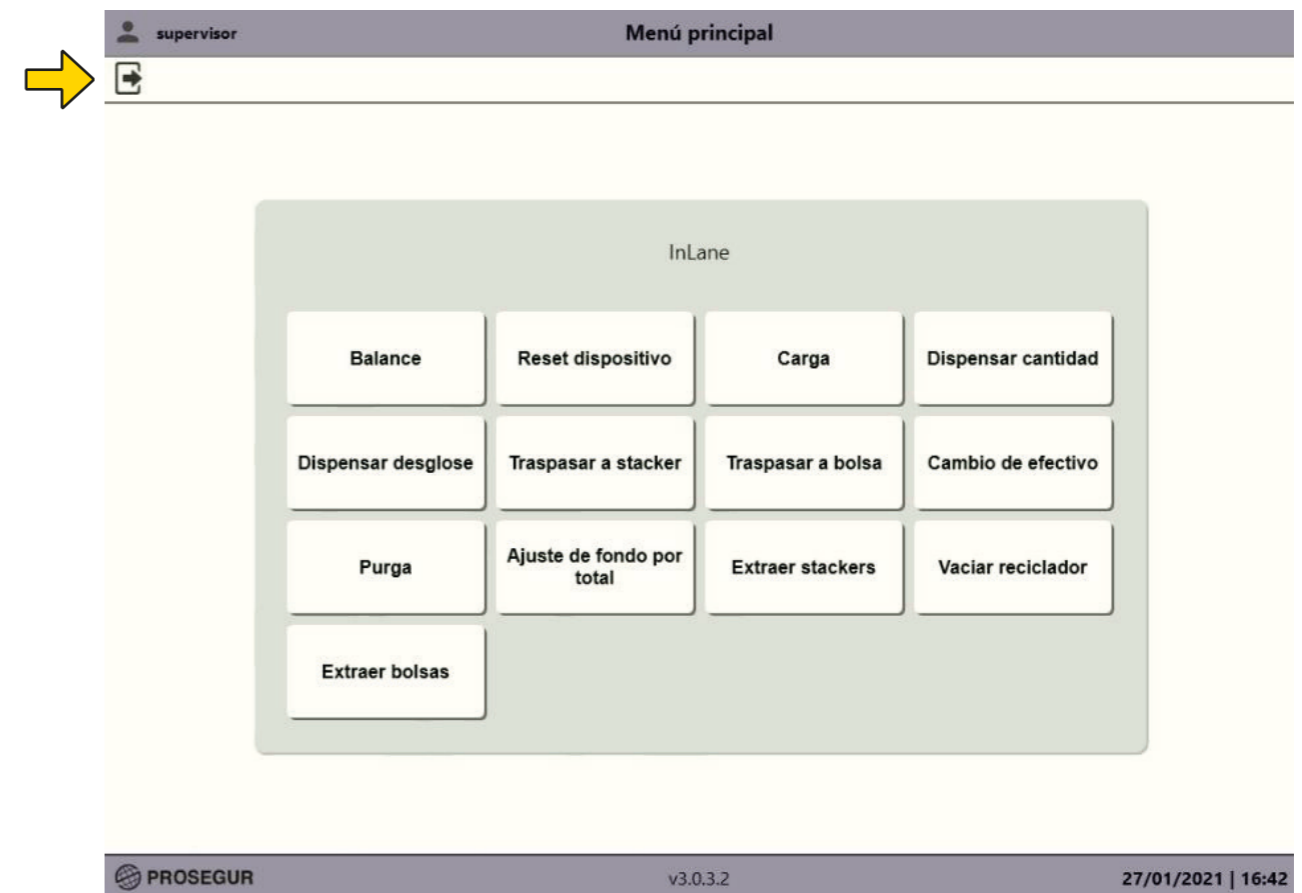 supervisor
Menú principal
InLane
Balance
Reset dispositivo
Carga
Dispensar cantidad
Dispensar desglose
Traspasar a stacker
Traspasar a bolsa
Cambio de efectivo
Purga
Ajuste de fondo por
total
Extraer stackers
Vaciar reciclador
Extraer bolsas
PROSEGUR
v3.0.3.2
27/01/2021 | 16:42